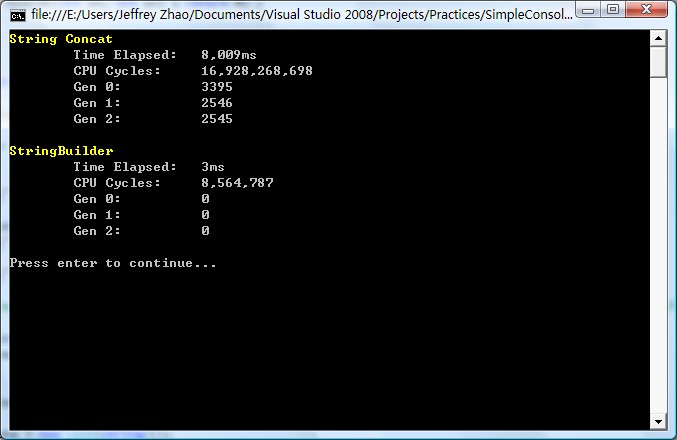 file:///E:/Users/Jeffrey Zhao/Documents/Visual Studio 2008/Projects/Practices/SimpleConsol...
String Concat
Time Elapsed: 8,009ms
CPU Cycles: 16,928,268,698
Gen 0: 3395
Gen 1: 2546
Gen 2: 2545
StringBuilder
Time Elapsed: 3ms
CPU Cycles: 8,564,787
Gen 0: 0
Gen 1: 0
Gen 2: 0
Press enter to continue...